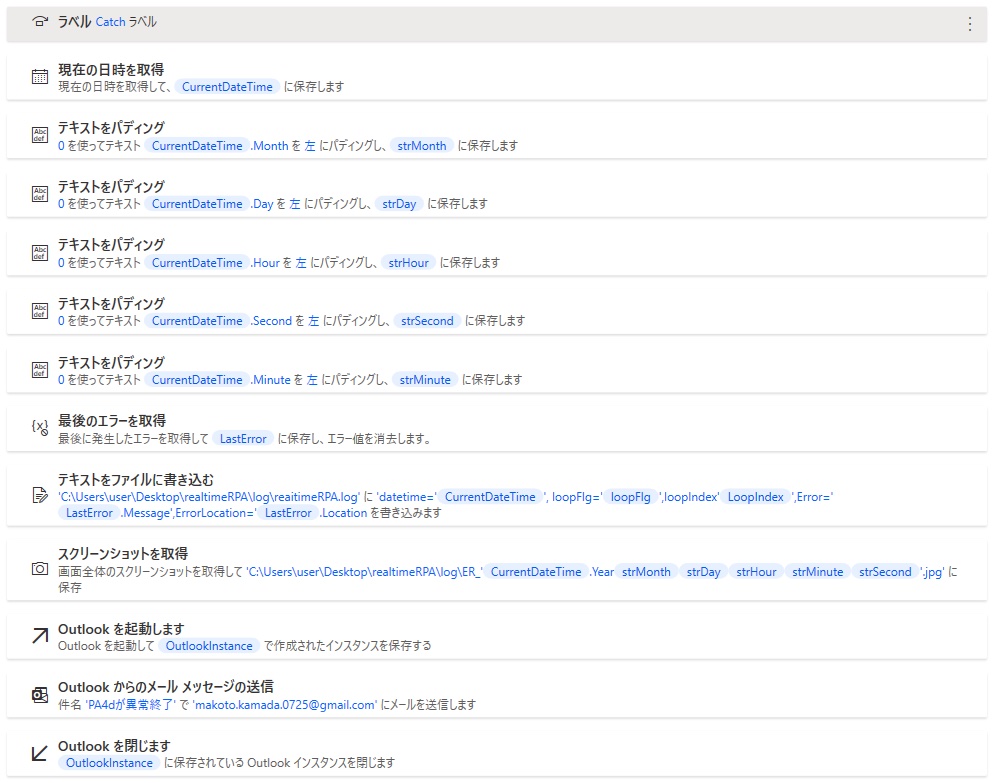 ラベル Catch ラベル
現在の日時を取得
現在の日時を取得して、 CurrentDateTime に保存します
テキストをパディング
0 を使ってテキスト CurrentDateTime .Month を 左 にパディングし、 strMonth に保存します
テキストをパディング
0 を使ってテキスト CurrentDateTime .Day を 左 にパディングし、 strDay に保存します
テキストをパディング
0 を使ってテキスト CurrentDateTime .Hour を 左 にパディングし、 strHour に保存します
テキストをパディング
0 を使ってテキスト CurrentDateTime .Second を 左 にパディングし、 strSecond に保存します
テキストをパディング
0 を使ってテキスト CurrentDateTime .Minute を 左 にパディングし、 strMinute に保存します
最後のエラーを取得
最後に発生したエラーを取得して LastError に保存し、エラー値を消去します。
テキストをファイルに書き込む
'C:\Users\user\Desktop\realtimeRPA\log\reaitimeRPA.log' に 'datetime=' CurrentDateTime ', loopFlg=' loopFlg ',loopIndex' LoopIndex ',Error='
LastError .Message',ErrorLocation=' LastError .Location を書き込みます
スクリーンショットを取得
画面全体のスクリーンショットを取得して 'C:\Users\user\Desktop\realtimeRPA\log\ER_' CurrentDateTime .Year strMonth strDay strHour strMinute strSecond '.jpg' に
保存
Outlook を起動します
Outlook を起動して OutlookInstance で作成されたインスタンスを保存する
Outlook からのメール メッセージの送信
件名 'PA4dが異常終了' で 'makoto.kamada.0725@gmail.com' にメールを送信します
Outlook を閉じます
OutlookInstance に保存されている Outlook インスタンスを閉じます